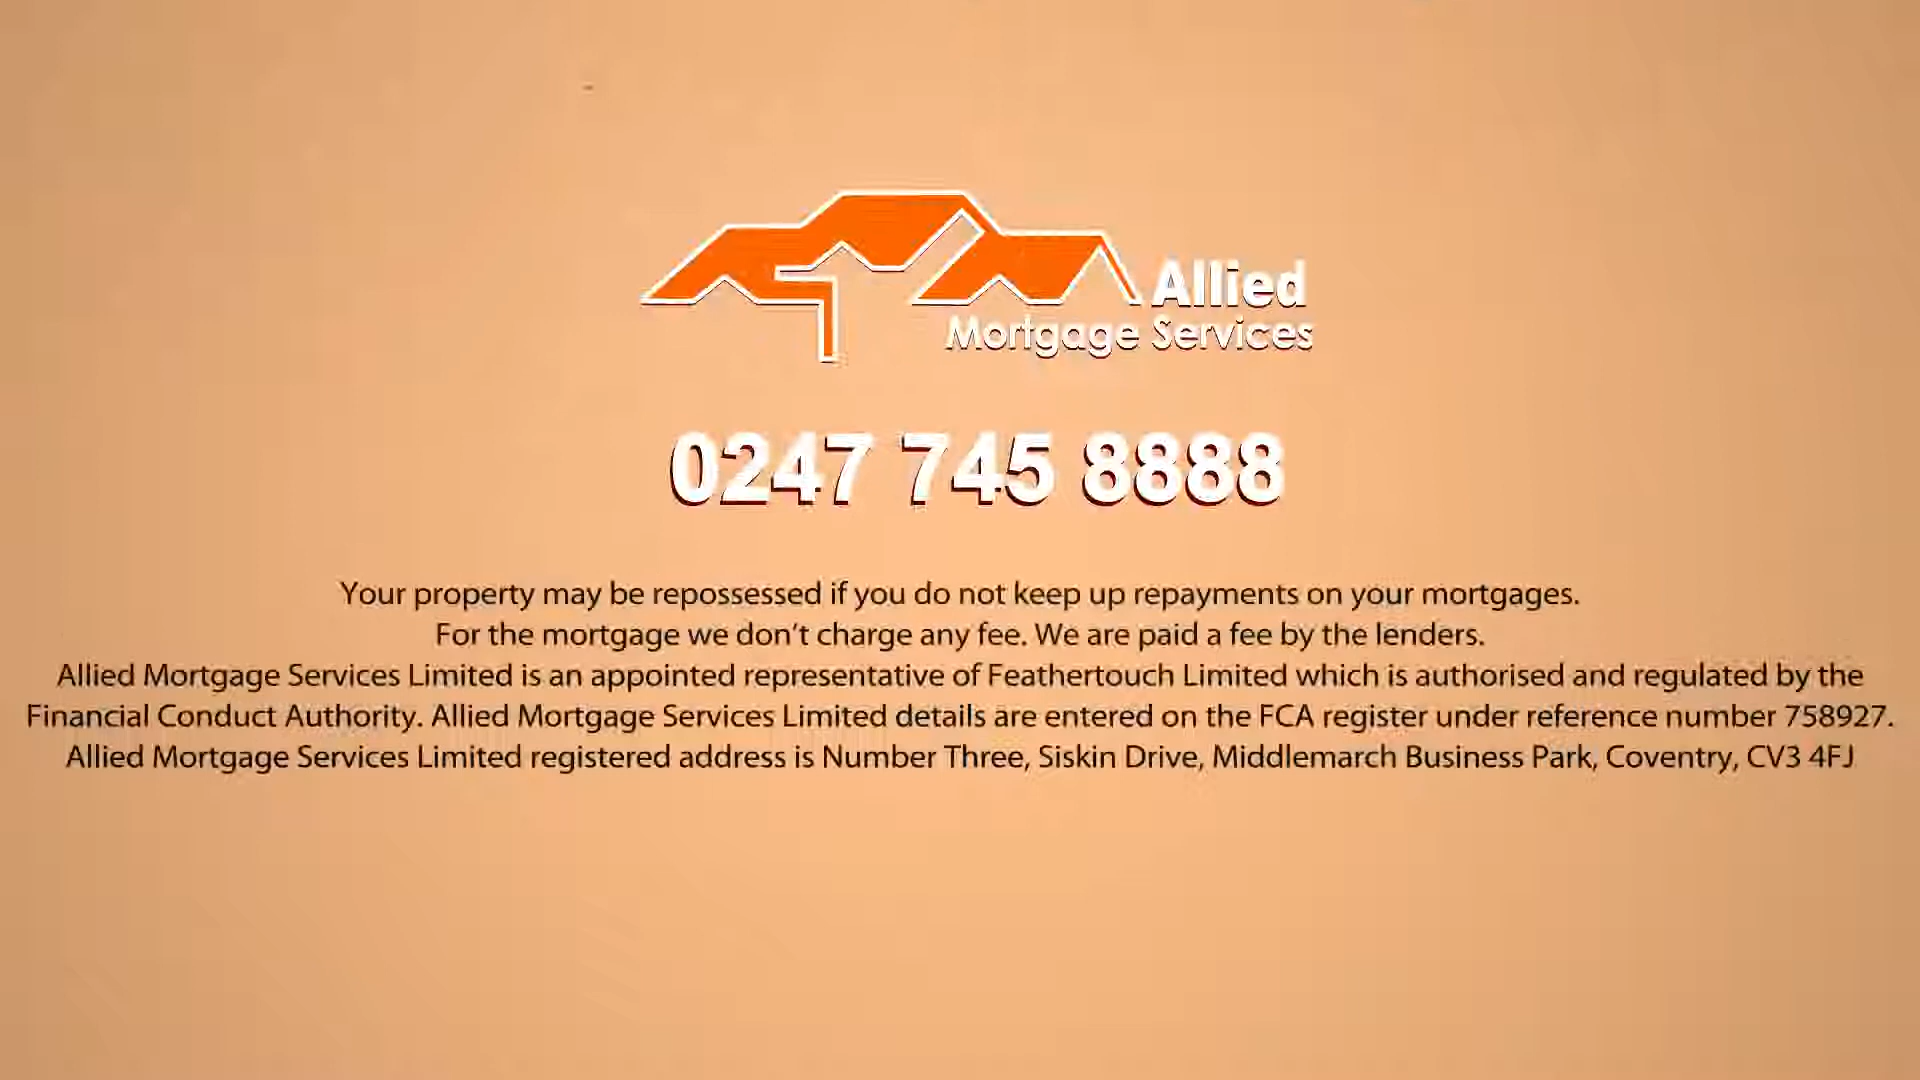 Allied
Mortgage Services
0247 745 8888
Your property may be repossessed if you do not keep up repayments on your mortgages.
For the mortgage we don't charge any fee. We are paid a fee by the lenders.
Allied Mortgage Services Limited is an appointed representative of Feathertouch Limited which is authorised and regulated by the
Financial Conduct Authority. Allied Mortgage Services Limited details are entered on the FCA register under reference number 758927.
Allied Mortgage Services Limited registered address is Number Three, Siskin Drive, Middlemarch Business Park, Coventry, CV3 4FJ